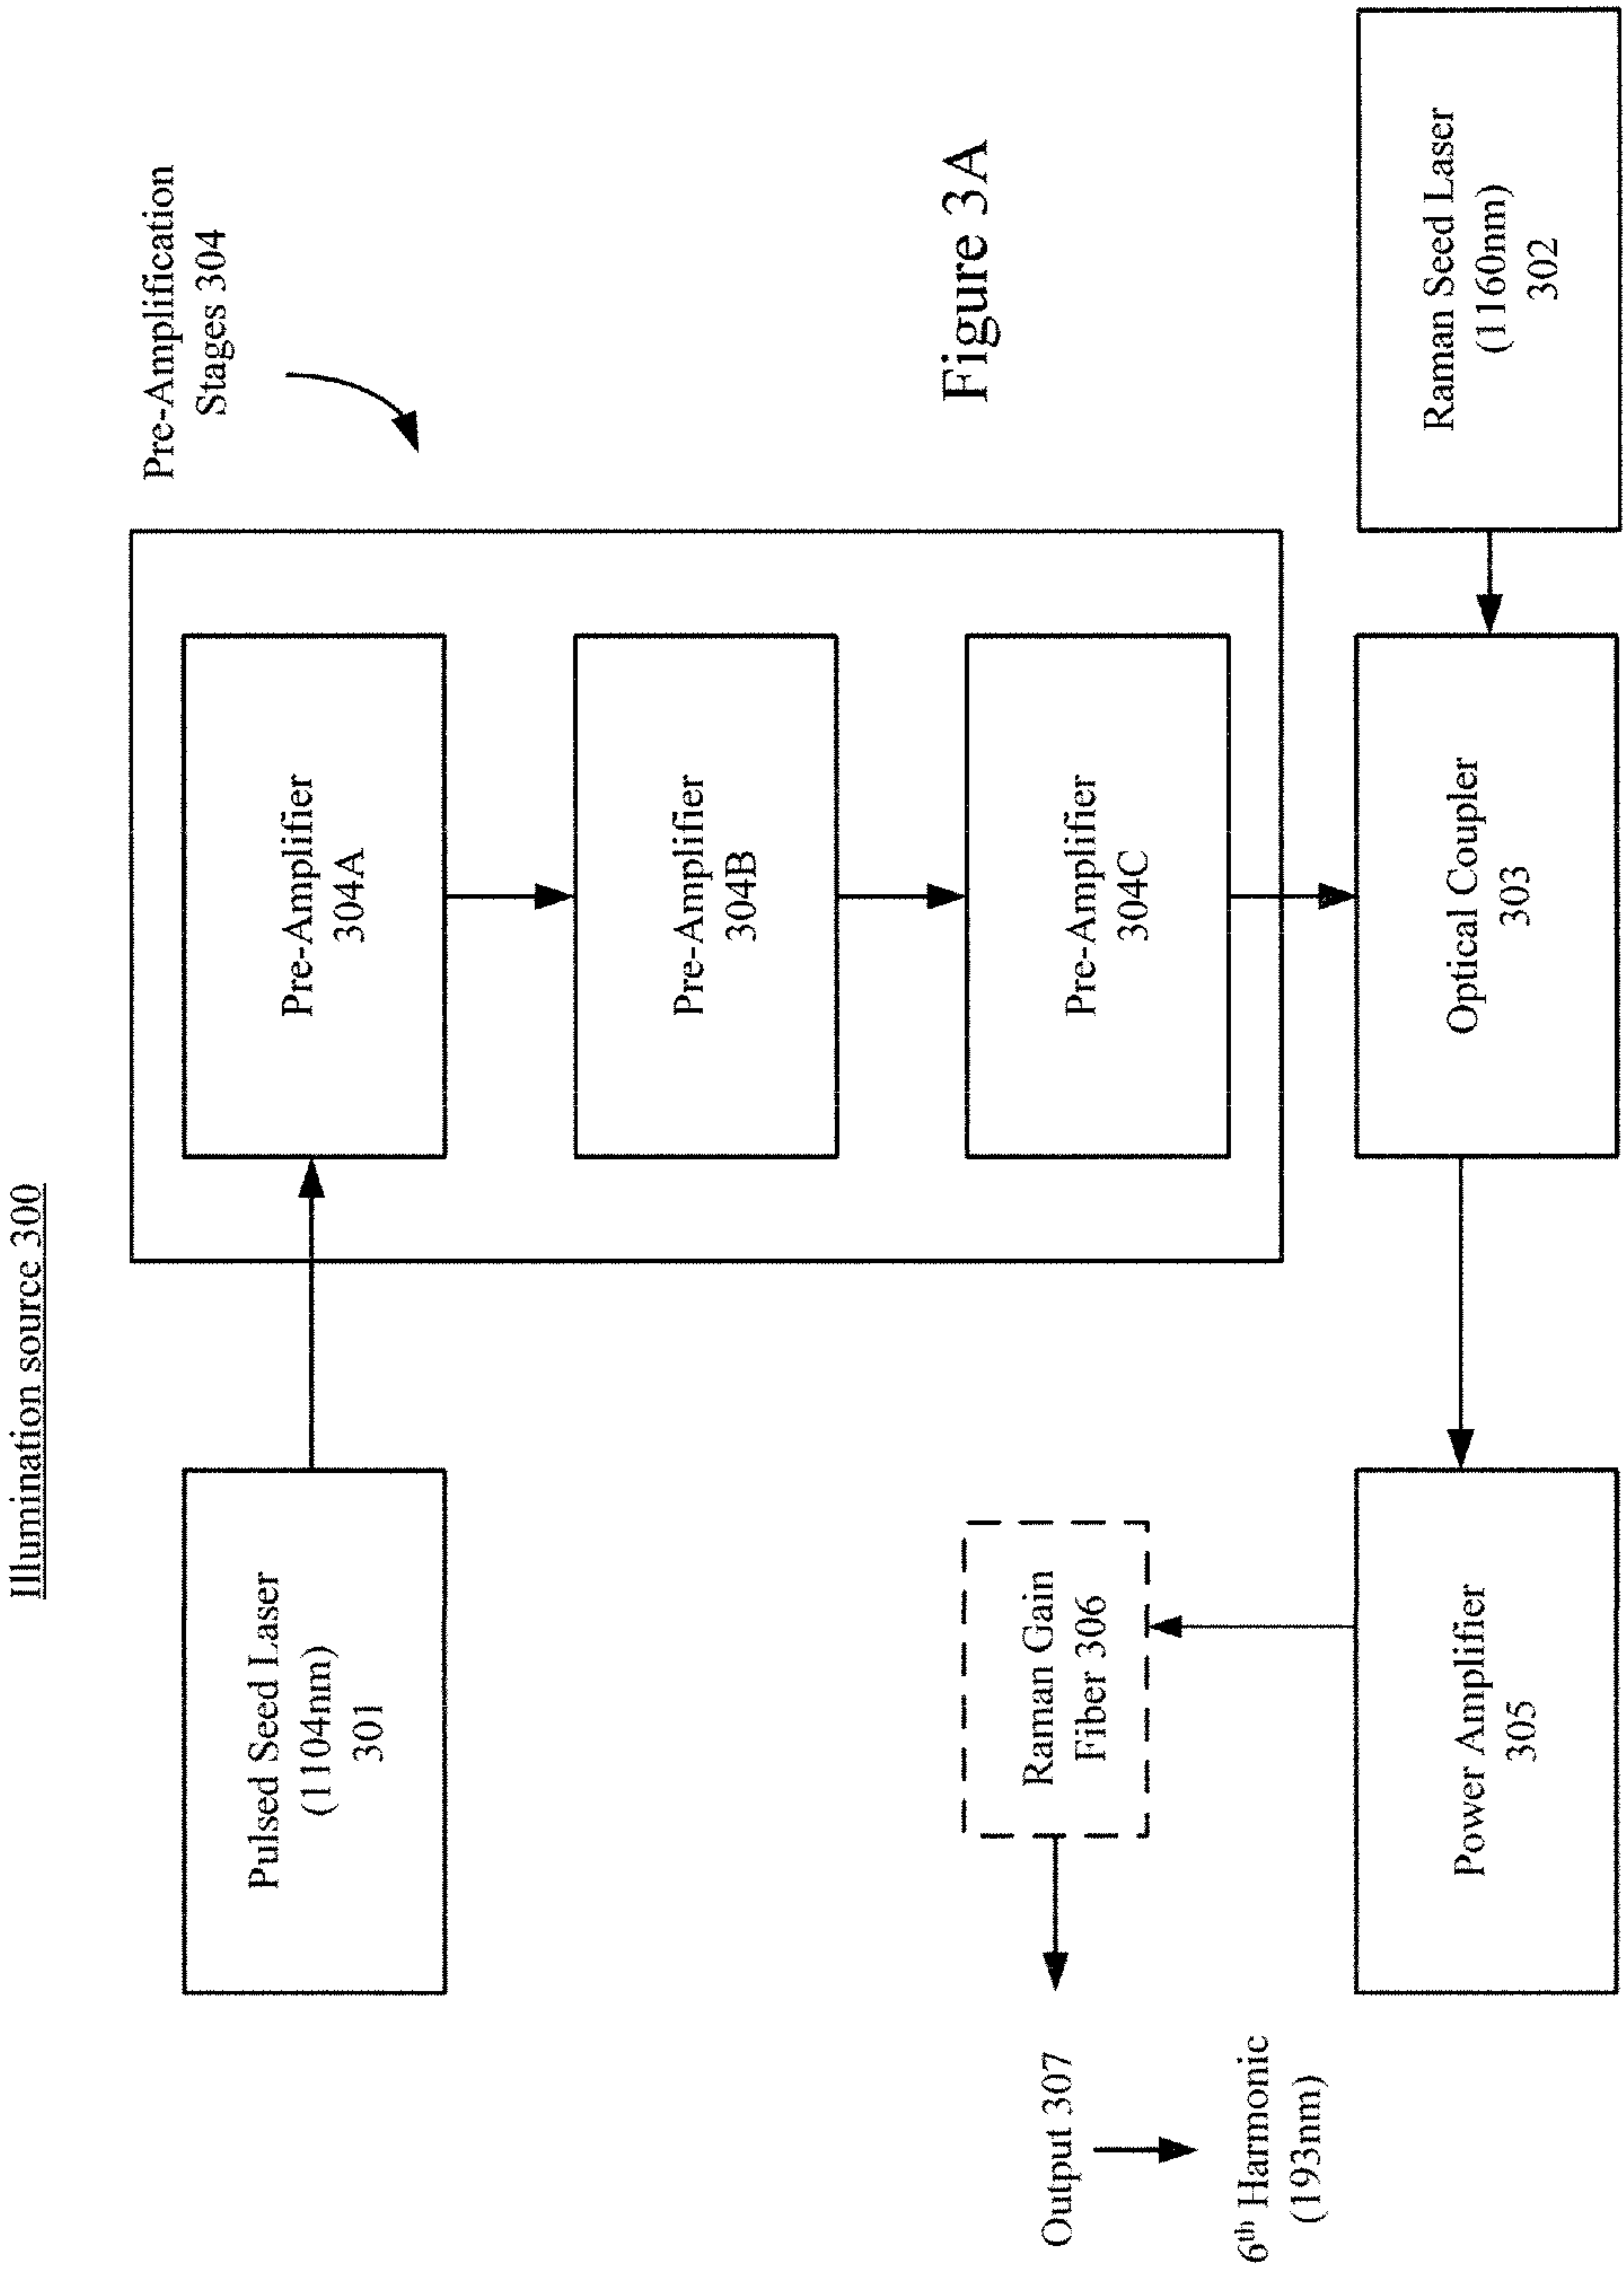 Illumination source 300
Pulsed Seed Laser
(1104nm)
301
Pre-Amplification
Stages 304
Pre-Amplifier
304A
Pre-Amplifier
304B
Pre-Amplifier
304C
Optical Coupler
303
Raman Seed Laser
(1160nm)
302
Power Amplifier
305
Raman Gain
Fiber 306
Output 307
6th Harmonic
(193nm)
Figure 3A